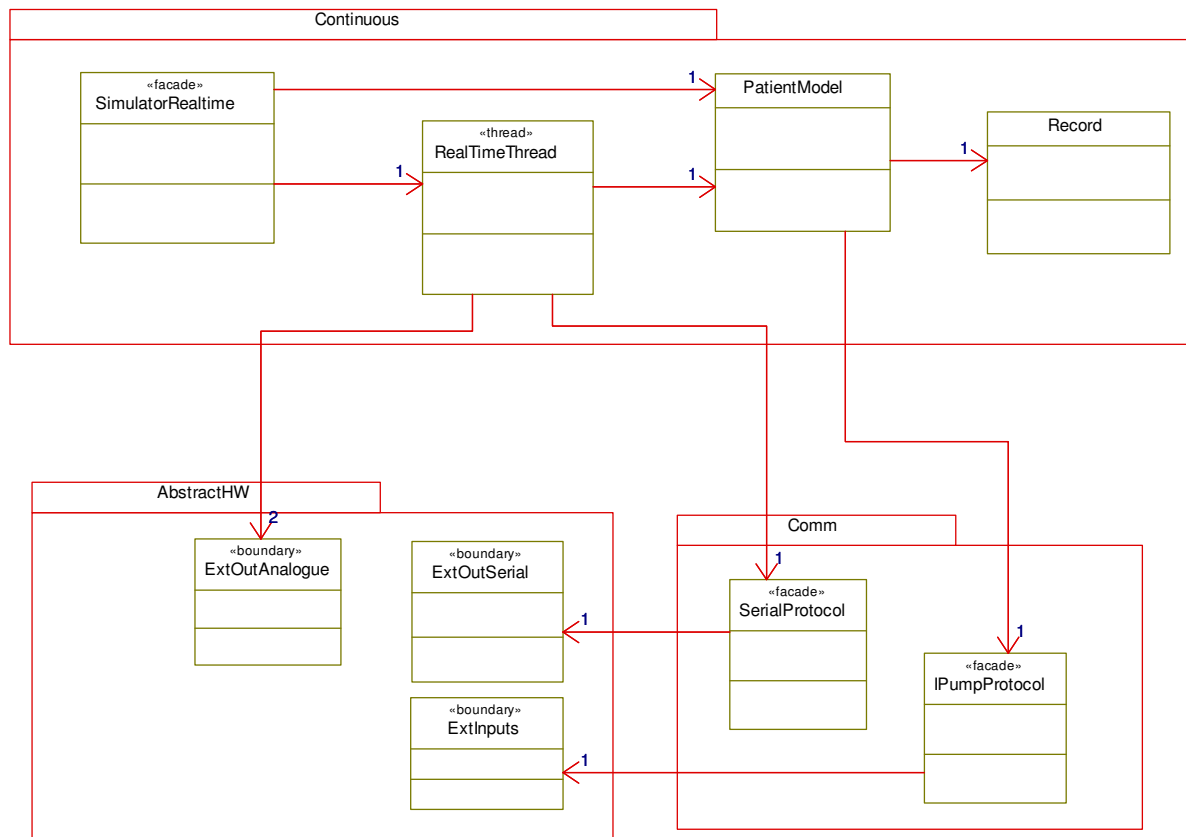 Continuous
«facade»
SimulatorRealtime
1
PatientModel
Record
«thread»
RealTimeThread
1
1
1
AbstractHW
2
«boundary»
ExtOutAnalogue
«boundary»
ExtOutSerial
1
«boundary»
ExtInputs
1
Comm
1
«facade»
SerialProtocol
1
«facade»
IPumpProtocol